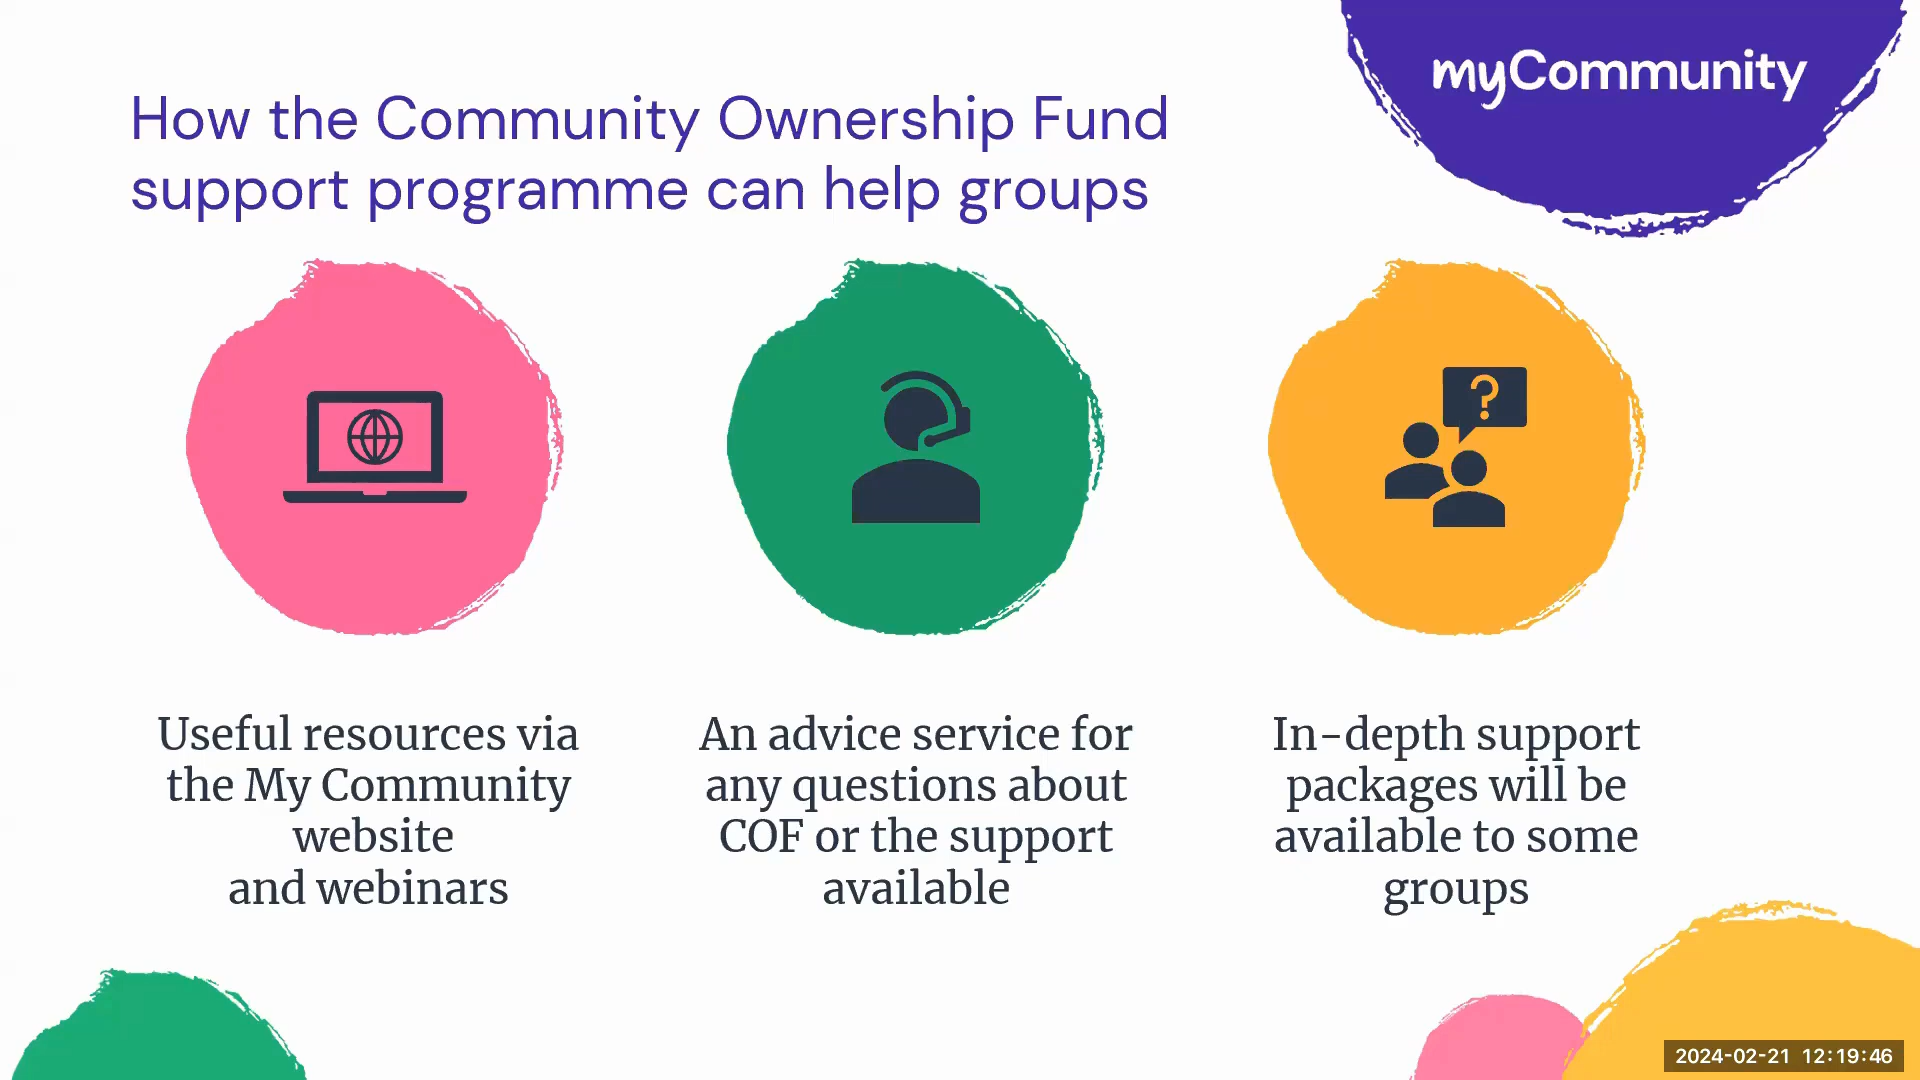 myCommunity
How the Community Ownership Fund
support programme can help groups
?
Useful resources via
the My Community
website
and webinars
An advice service for
any questions about
COF or the support
available
In-depth support
packages will be
available to some
groups
2024-02-21 12:19:46